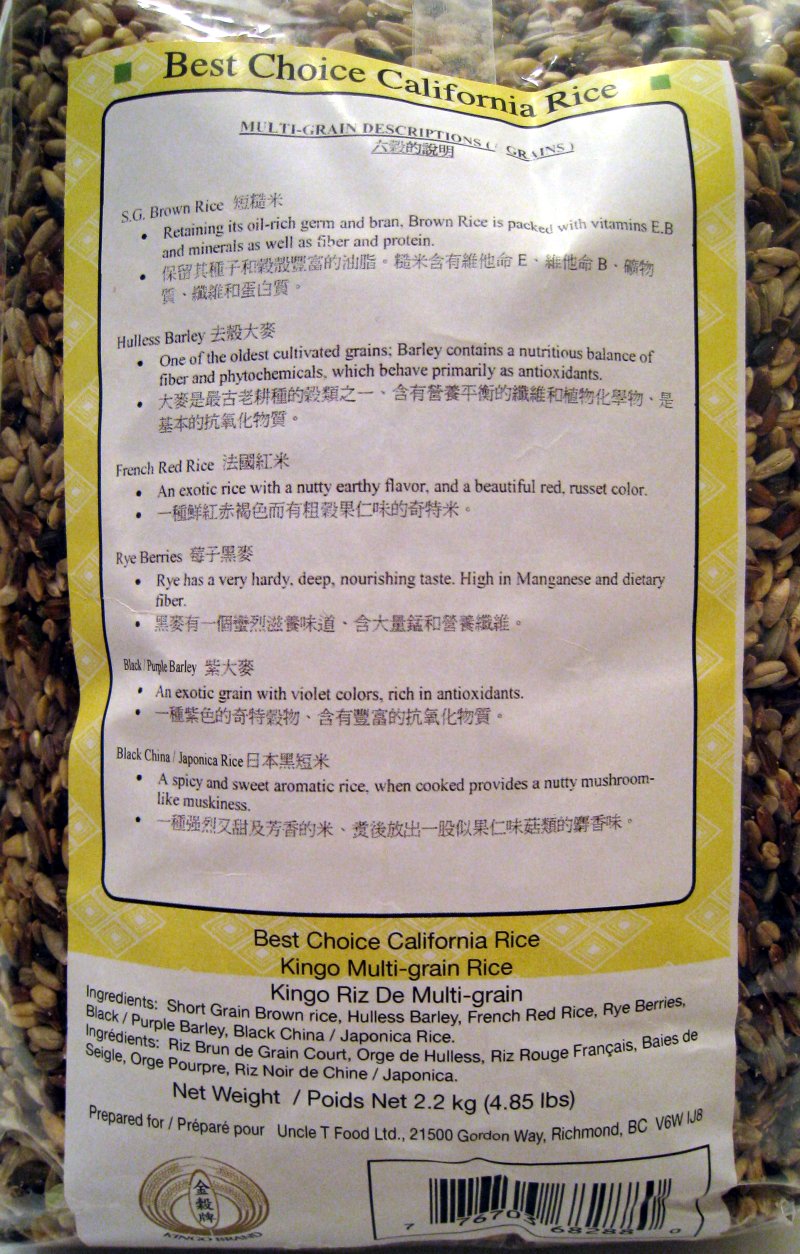 Best Choice California Rice
MULTI-GRAIN DESCRIPTIONS ( GRAINS )
六穀的說明
S.G. Brown Rice 短糙米
• Retaining its oil-rich germ and bran, Brown Rice is packed with vitamins E,B
and minerals as well as fiber and protein.
• 保留其種子和穀殼豐富的油脂。糙米含有維他命 E、維他命 B、礦物
質、纖維和蛋白質。
Hulless Barley 去殼大麥
• One of the oldest cultivated grains; Barley contains a nutritious balance of
fiber and phytochemicals, which behave primarily as antioxidants.
• 大麥是最古老耕種的穀類之一、含有營養平衡的纖維和植物化學物、是
基本的抗氧化物質。
French Red Rice 法國紅米
• An exotic rice with a nutty earthy flavor, and a beautiful red, russet color.
• 一種鮮紅赤褐色而有粗穀果仁味的奇特米。
Rye Berries 莓子黑麥
• Rye has a very hardy, deep, nourishing taste. High in Manganese and dietary
fiber.
• 黑麥有一個蠻烈滋養味道、含大量錳和營養纖維。
Black / Purple Barley 紫大麥
• An exotic grain with violet colors, rich in antioxidants.
• 一種紫色的奇特穀物、含有豐富的抗氧化物質。
Black China / Japonica Rice 日本黑短米
• A spicy and sweet aromatic rice, when cooked provides a nutty mushroom-
like muskiness.
• 一種强烈又甜及芳香的米、煑後放出一股似果仁味菇類的麝香味。
Best Choice California Rice
Kingo Multi-grain Rice
Kingo Riz De Multi-grain
Ingredients: Short Grain Brown rice, Hulless Barley, French Red Rice, Rye Berries,
Black / Purple Barley, Black China / Japonica Rice.
Ingrédients: Riz Brun de Grain Court, Orge de Hulless, Riz Rouge Français, Baies de
Seigle, Orge Pourpre, Riz Noir de Chine / Japonica.
Net Weight / Poids Net 2.2 kg (4.85 lbs)
Prepared for / Préparé pour Uncle T Food Ltd., 21500 Gordon Way, Richmond, BC V6W IJ8
金穀牌
KINGO BRAND
7 76703 68288 0